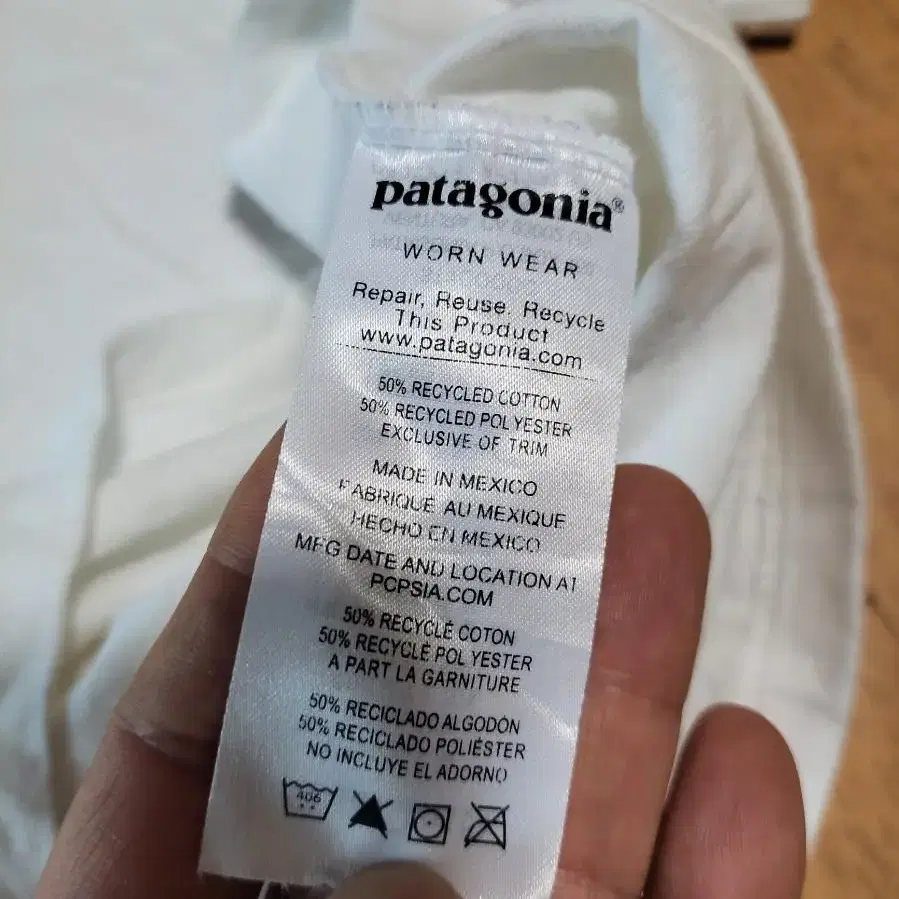 patagonia®
WORN WEAR
Repair, Reuse. Recycle
This Product
www.patagonia.com
50% RECYCLED COTTON
50% RECYCLED POLYESTER
EXCLUSIVE OF TRIM
MADE IN MEXICO
FABRIQUE AU MEXIQUE
HECHO EN MEXICO
MFG DATE AND LOCATION AT
PCPSIA.COM
50% RECYCLÉ COTON
50% RECYCLÉ POLYESTER
A PART LA GARNITURE
50% RECICLADO ALGODÓN
50% RECICLADO POLIÉSTER
NO INCLUYE EL ADORNO